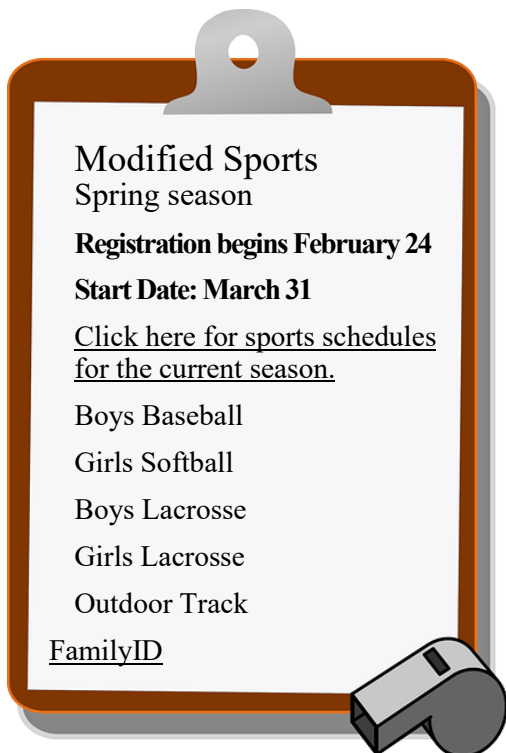 Modified Sports
Spring season
Registration begins February 24
Start Date: March 31
Click here for sports schedules
for the current season.
Boys Baseball
Girls Softball
Boys Lacrosse
Girls Lacrosse
Outdoor Track
FamilyID